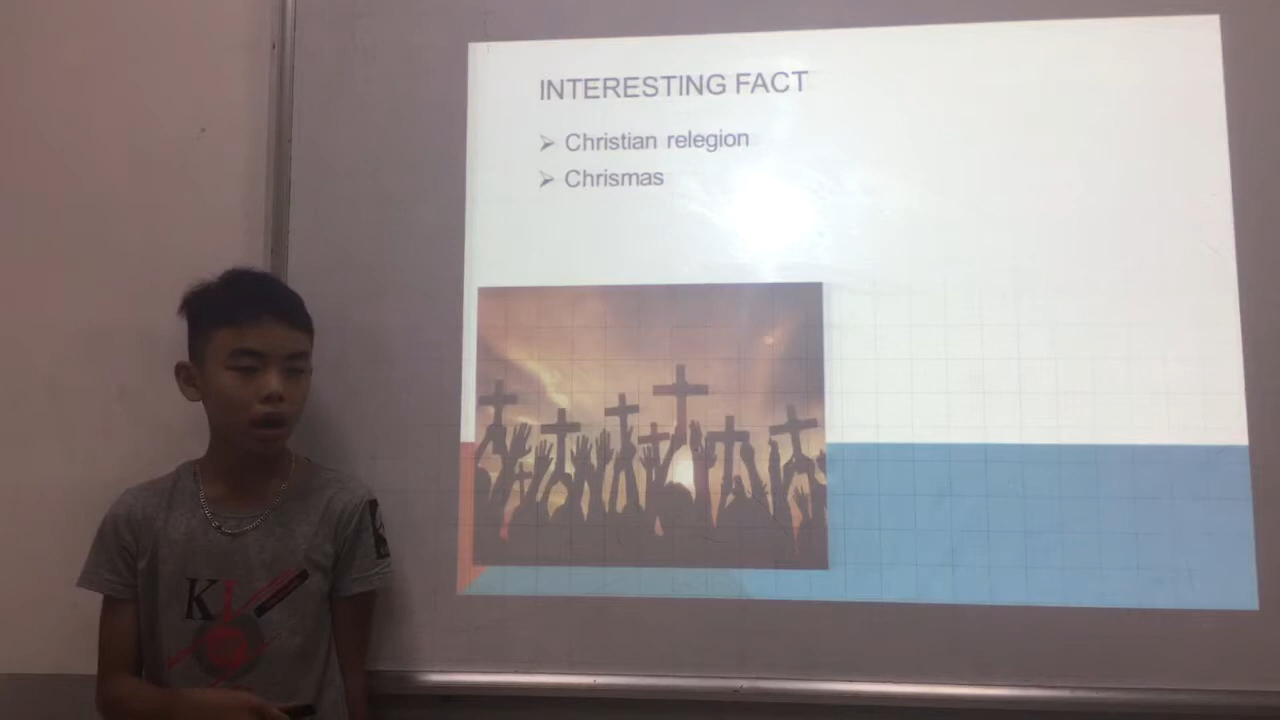 INTERESTING FACT
➢ Christian relegion
➢ Chrismas
K